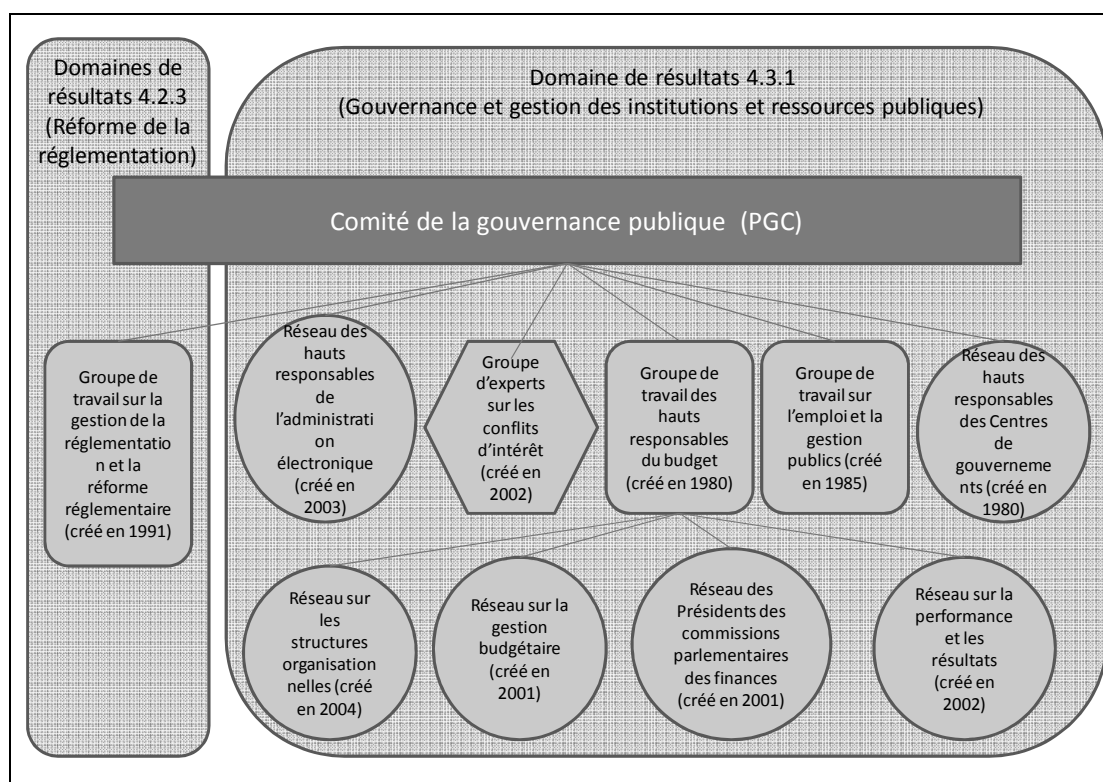 Domaines de
résultats 4.2.3
(Réforme de la
réglementation)
Domaine de résultats 4.3.1
(Gouvernance et gestion des institutions et ressources publiques)
Comité de la gouvernance publique (PGC)
Groupe de
travail sur la
gestion de la
réglementatio
n et la
réforme
réglementaire
(créé en 1991)
Réseau des
hauts
responsables
de
l’administrati
on
électronique
(créé en
2003)
Groupe
d’experts
sur les
conflits
d’intérêt
(créé en
2002)
Groupe de
travail des
hauts
responsables
du budget
(créé en 1980)
Groupe de
travail sur
l’emploi et la
gestion
publics (créé
en 1985)
Réseau des
hauts
responsables
des Centres de
gouverneme
nts (créé en
1980)
Réseau sur
les
structures
organisation
nelles (créé
en 2004)
Réseau sur la
gestion
budgétaire
(créé en
2001)
Réseau des
Présidents des
commissions
parlementaires
des finances
(créé en 2001)
Réseau sur la
performance
et les
résultats
(créé en
2002)